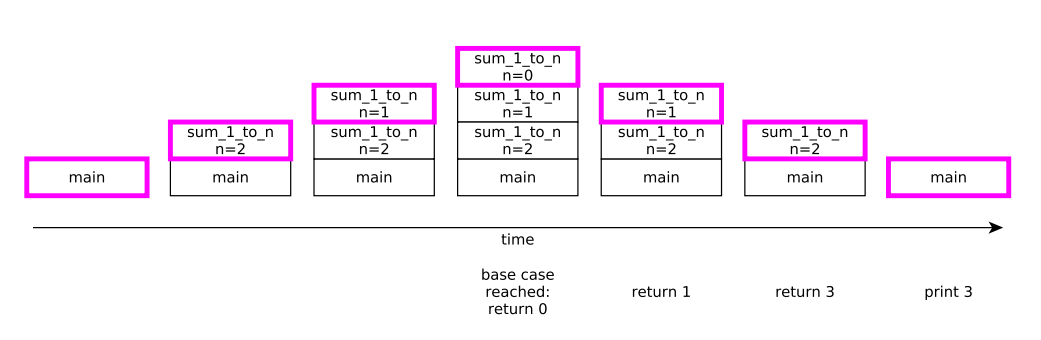 sum_1_to_n
n=0
sum_1_to_n
n=1
sum_1_to_n
n=1
sum_1_to_n
n=1
sum_1_to_n
n=2
sum_1_to_n
n=2
sum_1_to_n
n=2
sum_1_to_n
n=2
sum_1_to_n
n=2
main
main
main
main
main
main
main
time
base case
reached:
return 0
return 1
return 3
print 3